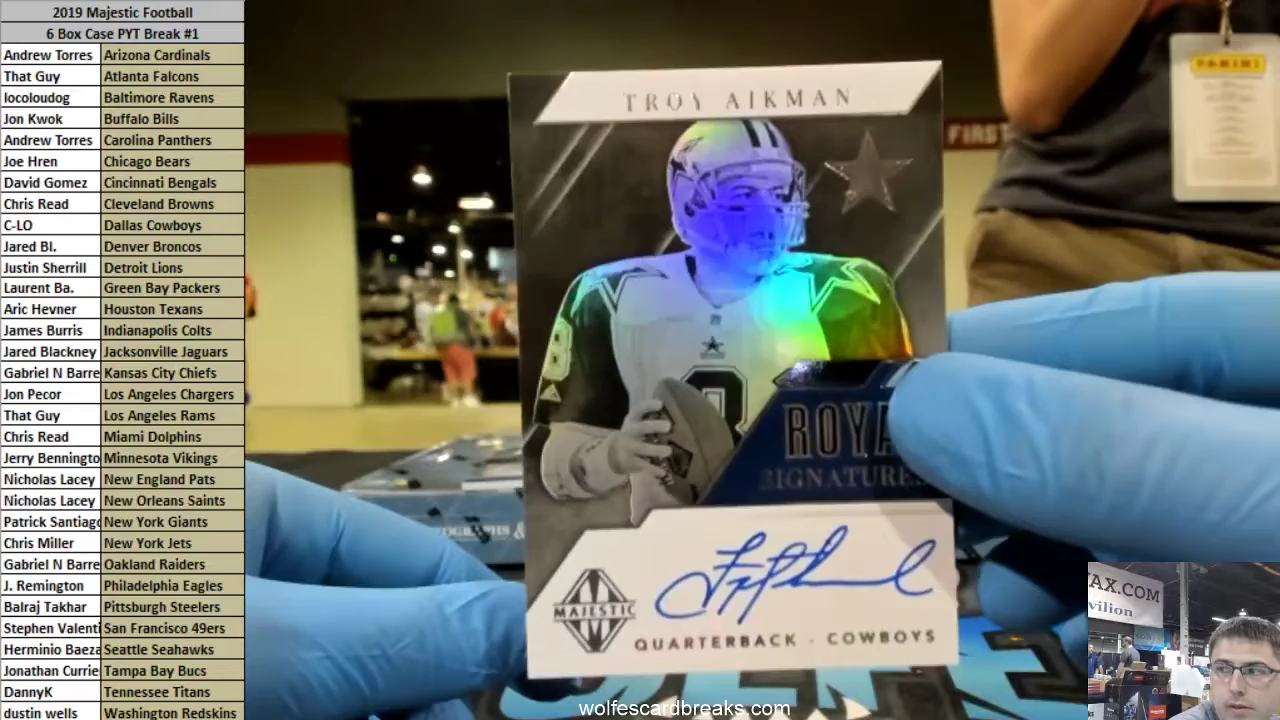 2019 Majestic Football
6 Box Case PYT Break #1
Andrew Torres Arizona Cardinals
That Guy Atlanta Falcons
locoloudog Baltimore Ravens
Jon Kwok Buffalo Bills
Andrew Torres Carolina Panthers
Joe Hren Chicago Bears
David Gomez Cincinnati Bengals
Chris Read Cleveland Browns
C-LO Dallas Cowboys
Jared Bl. Denver Broncos
Justin Sherrill Detroit Lions
Laurent Ba. Green Bay Packers
Aric Hevner Houston Texans
James Burris Indianapolis Colts
Jared Blackney Jacksonville Jaguars
Gabriel N Barre Kansas City Chiefs
Jon Pecor Los Angeles Chargers
That Guy Los Angeles Rams
Chris Read Miami Dolphins
Jerry Benningto Minnesota Vikings
Nicholas Lacey New England Pats
Nicholas Lacey New Orleans Saints
Patrick Santiago New York Giants
Chris Miller New York Jets
Gabriel N Barre Oakland Raiders
J. Remington Philadelphia Eagles
Balraj Takhar Pittsburgh Steelers
Stephen Valenti San Francisco 49ers
Herminio Baeza Seattle Seahawks
Jonathan Currie Tampa Bay Bucs
DannyK Tennessee Titans
dustin wells Washington Redskins
TROY AIKMAN
8
8
ROYA
SIGNATURES
MAJESTIC
QUARTERBACK · COWBOYS
PANINI
FIRST
AX.COM
vilion
wolfescardbreaks.com